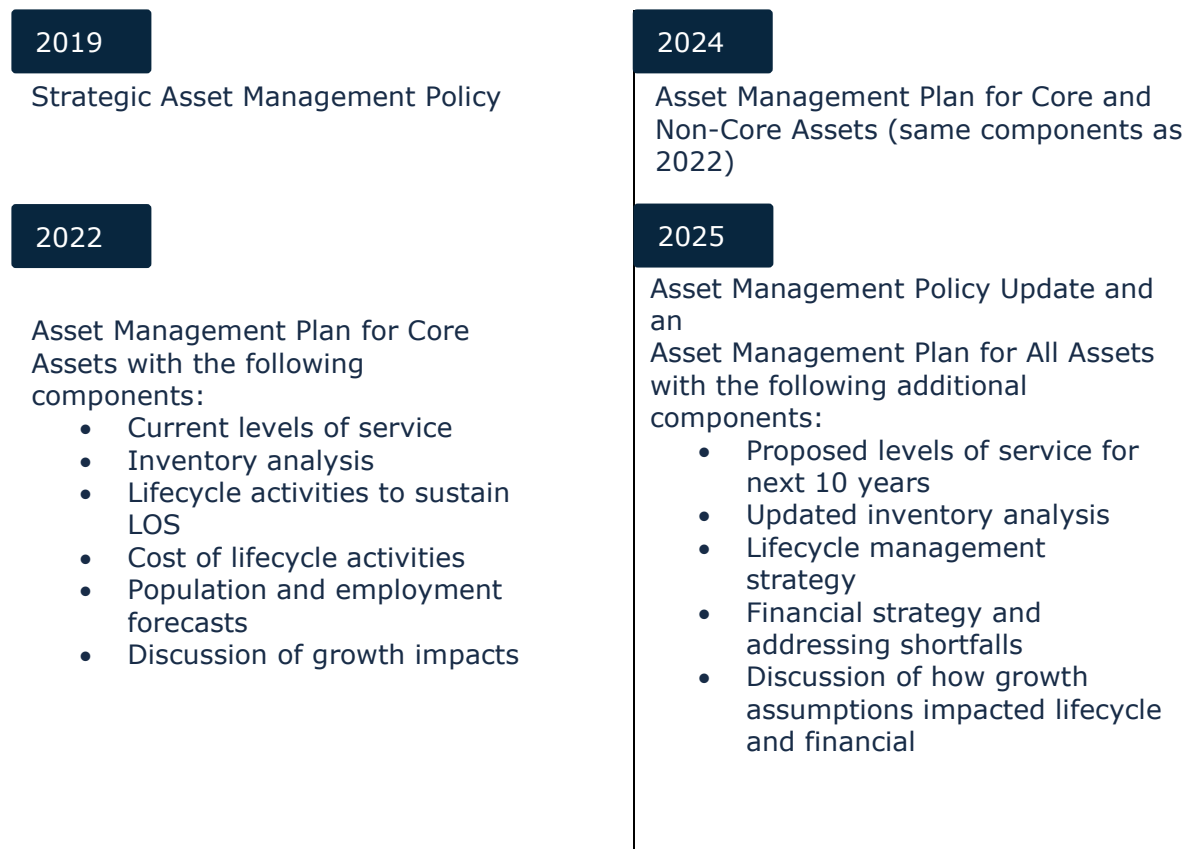 2019
Strategic Asset Management Policy
2022
Asset Management Plan for Core
Assets with the following
components:
• Current levels of service
• Inventory analysis
• Lifecycle activities to sustain
LOS
• Cost of lifecycle activities
• Population and employment
forecasts
• Discussion of growth impacts
2024
Asset Management Plan for Core and
Non-Core Assets (same components as
2022)
2025
Asset Management Policy Update and
an
Asset Management Plan for All Assets
with the following additional
components:
• Proposed levels of service for
next 10 years
• Updated inventory analysis
• Lifecycle management
strategy
• Financial strategy and
addressing shortfalls
• Discussion of how growth
assumptions impacted lifecycle
and financial